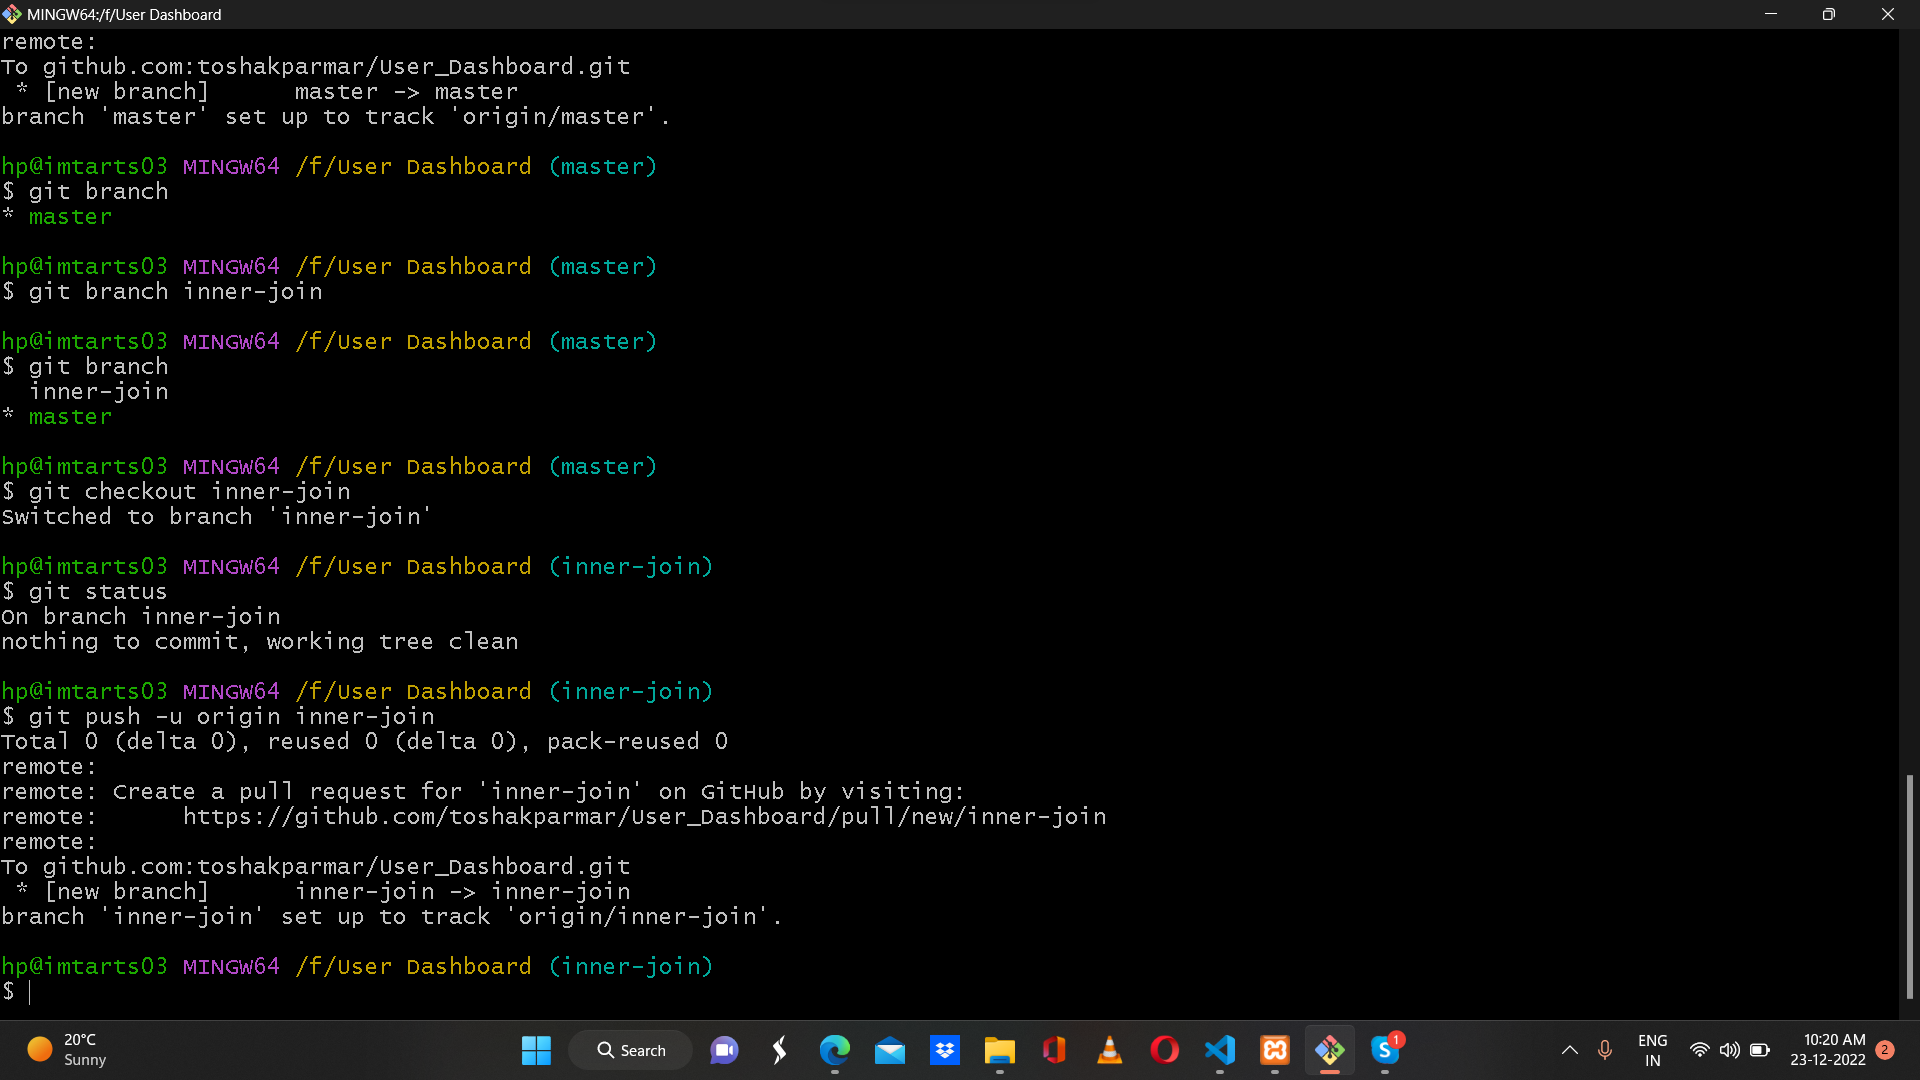 MINGW64:/f/User Dashboard
remote:
To github.com:toshakparmar/User_Dashboard.git
 * [new branch]      master -> master
branch 'master' set up to track 'origin/master'.

hp@imtarts03 MINGW64 /f/User Dashboard (master)
$ git branch
* master

hp@imtarts03 MINGW64 /f/User Dashboard (master)
$ git branch inner-join

hp@imtarts03 MINGW64 /f/User Dashboard (master)
$ git branch
  inner-join
* master

hp@imtarts03 MINGW64 /f/User Dashboard (master)
$ git checkout inner-join
Switched to branch 'inner-join'

hp@imtarts03 MINGW64 /f/User Dashboard (inner-join)
$ git status
On branch inner-join
nothing to commit, working tree clean

hp@imtarts03 MINGW64 /f/User Dashboard (inner-join)
$ git push -u origin inner-join
Total 0 (delta 0), reused 0 (delta 0), pack-reused 0
remote:
remote: Create a pull request for 'inner-join' on GitHub by visiting:
remote:      https://github.com/toshakparmar/User_Dashboard/pull/new/inner-join
remote:
To github.com:toshakparmar/User_Dashboard.git
 * [new branch]      inner-join -> inner-join
branch 'inner-join' set up to track 'origin/inner-join'.

hp@imtarts03 MINGW64 /f/User Dashboard (inner-join)
$
20°C
Sunny
Search
S
1
ENG
IN
10:20 AM
23-12-2022
2